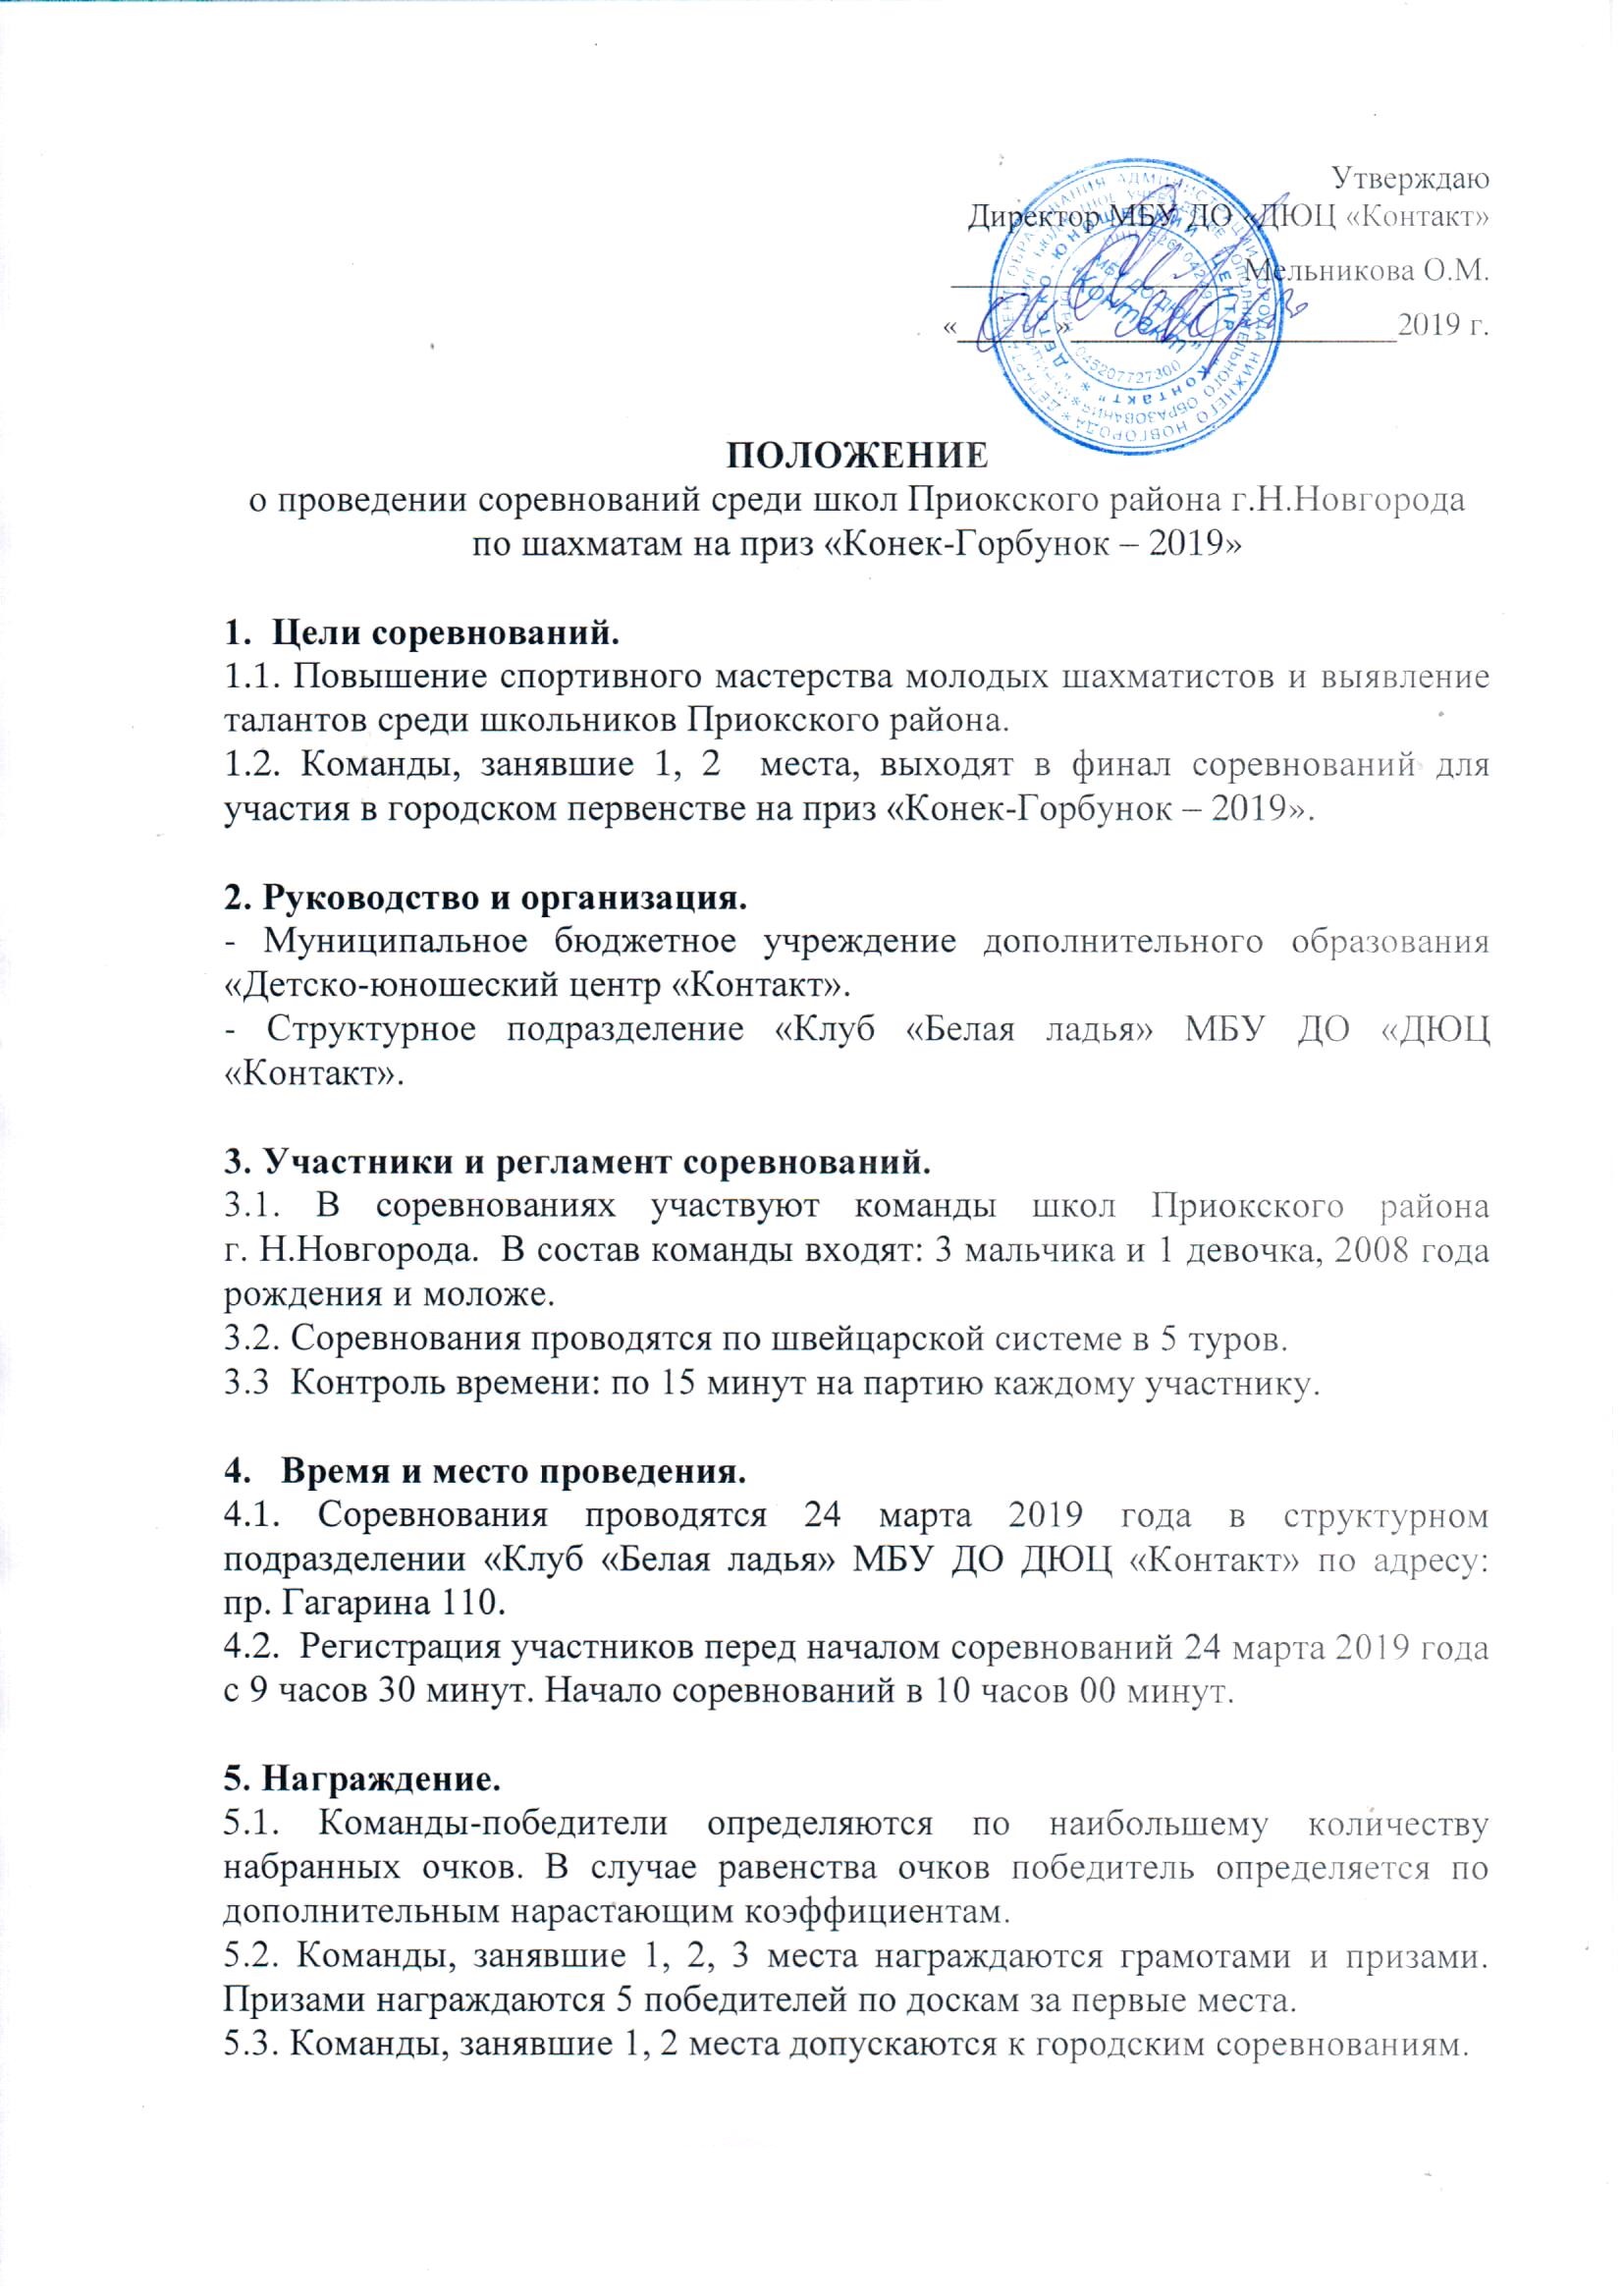 Утверждаю
Директор МБУ ДО «ДЮЦ «Контакт»
Мельникова О.М.
« » 2019 г.
ПОЛОЖЕНИЕ
о проведении соревнований среди школ Приокского района г.Н.Новгорода
по шахматам на приз «Конек-Горбунок – 2019»
1. Цели соревнований.
1.1. Повышение спортивного мастерства молодых шахматистов и выявление
талантов среди школьников Приокского района.
1.2. Команды, занявшие 1, 2 места, выходят в финал соревнований для
участия в городском первенстве на приз «Конек-Горбунок – 2019».
2. Руководство и организация.
- Муниципальное бюджетное учреждение дополнительного образования
«Детско-юношеский центр «Контакт».
- Структурное подразделение «Клуб «Белая ладья» МБУ ДО «ДЮЦ
«Контакт».
3. Участники и регламент соревнований.
3.1. В соревнованиях участвуют команды школ Приокского района
г. Н.Новгорода. В состав команды входят: 3 мальчика и 1 девочка, 2008 года
рождения и моложе.
3.2. Соревнования проводятся по швейцарской системе в 5 туров.
3.3 Контроль времени: по 15 минут на партию каждому участнику.
4. Время и место проведения.
4.1. Соревнования проводятся 24 марта 2019 года в структурном
подразделении «Клуб «Белая ладья» МБУ ДО ДЮЦ «Контакт» по адресу:
пр. Гагарина 110.
4.2. Регистрация участников перед началом соревнований 24 марта 2019 года
с 9 часов 30 минут. Начало соревнований в 10 часов 00 минут.
5. Награждение.
5.1. Команды-победители определяются по наибольшему количеству
набранных очков. В случае равенства очков победитель определяется по
дополнительным нарастающим коэффициентам.
5.2. Команды, занявшие 1, 2, 3 места награждаются грамотами и призами.
Призами награждаются 5 победителей по доскам за первые места.
5.3. Команды, занявшие 1, 2 места допускаются к городским соревнованиям.